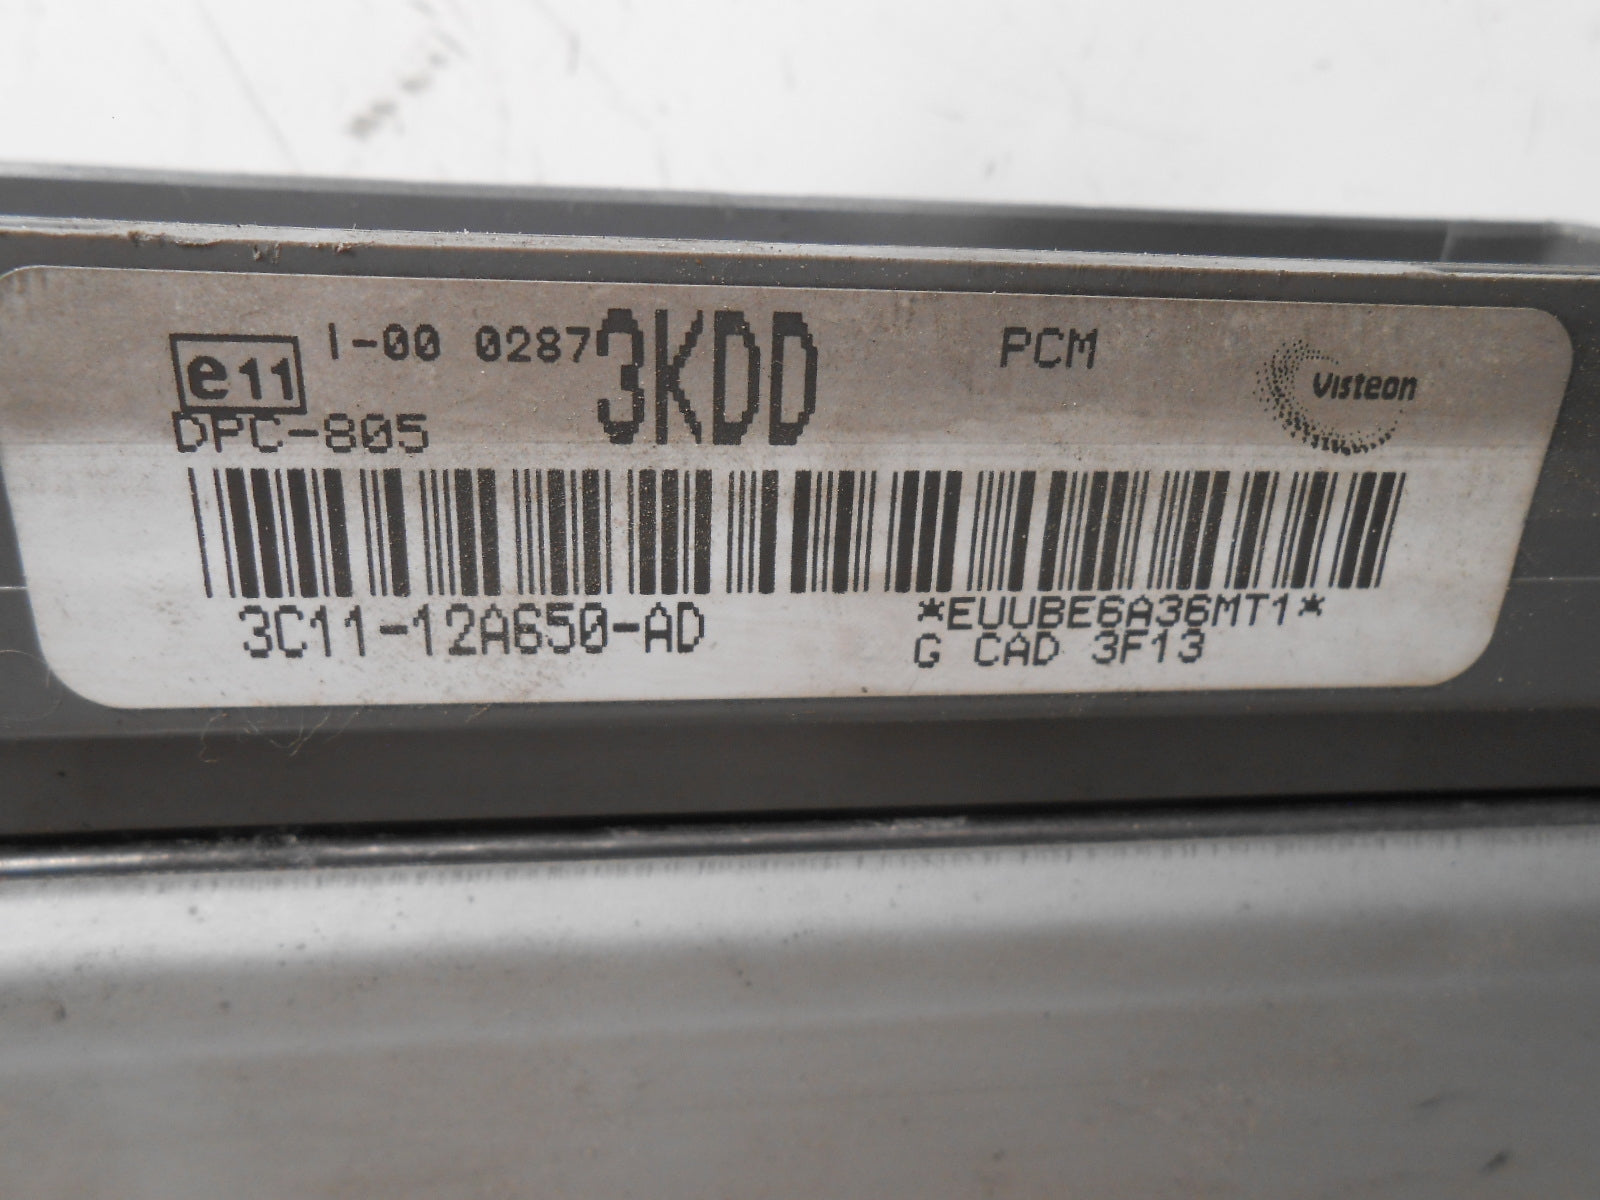 e11 I-00 0287 3KDD PCM Visteon
DPC-805
3C11-12A650-AD *EUUBE6A36MT1*
G CAD 3F13